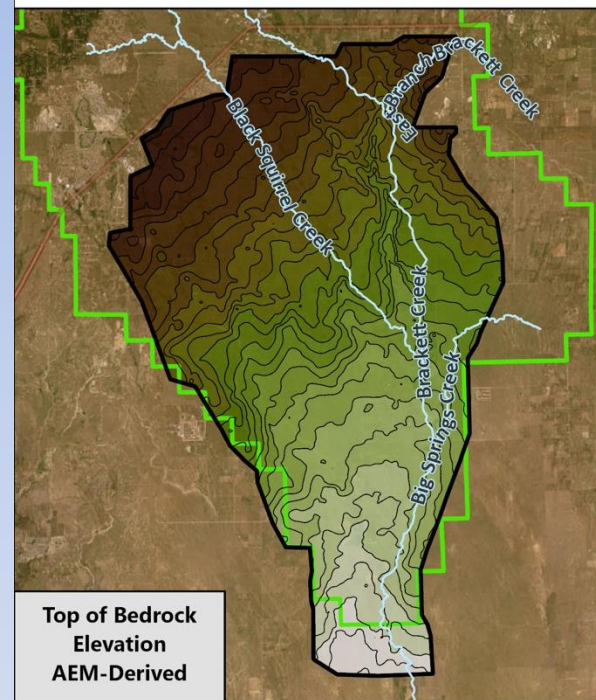 East Branch Brackett Creek
Black Squirrel Creek
Brackett Creek
Big Springs Creek
Top of Bedrock
Elevation
AEM-Derived